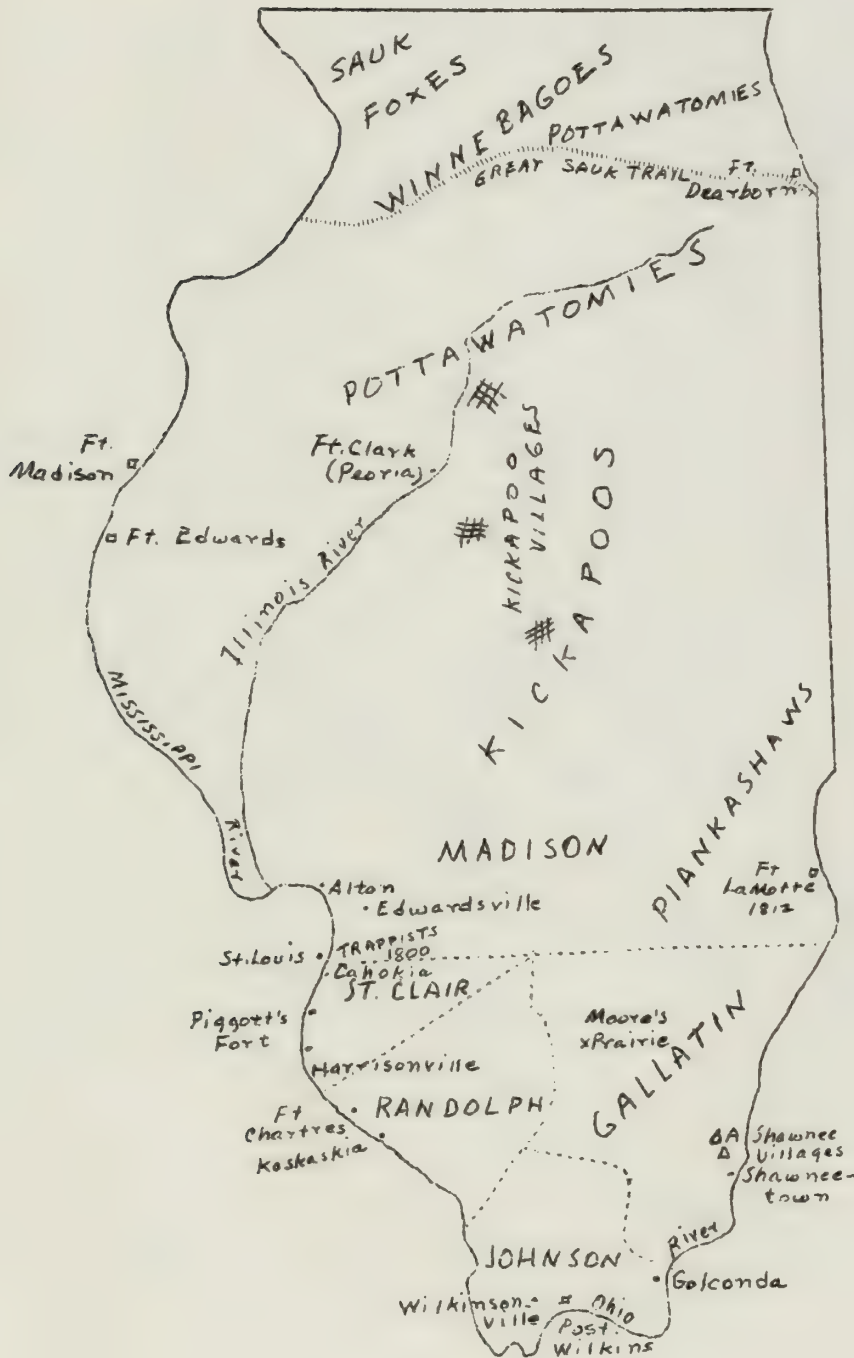 SAUK
FOXES
WINNEBAGOES
POTTAWATOMIES
GREAT SAUK TRAIL
Ft.
Dearborn
POTTAWATOMIES
Ft. Clark
(Peoria)
Ft.
Madison
KICKAPOO
VILLAGES
KICKAPOOS
Ft. Edwards
Illinois River
MISSISSIPPI
River
PIANKASHAWS
MADISON
Ft
LaMotte
1812
Alton
Edwardsville
St. Louis
TRAPPISTS
1800
Cahokia
ST. CLAIR
Piggort's
Fort
Moore's
xPrairie
Harrisonville
GALLATIN
Ft
Chartres
RANDOLPH
Koskaskia
Shawnee
Villages
Shawnee-
town
JOHNSON
River
Golconda
Wilkinson-
ville
Ohio
Post.
Wilkins